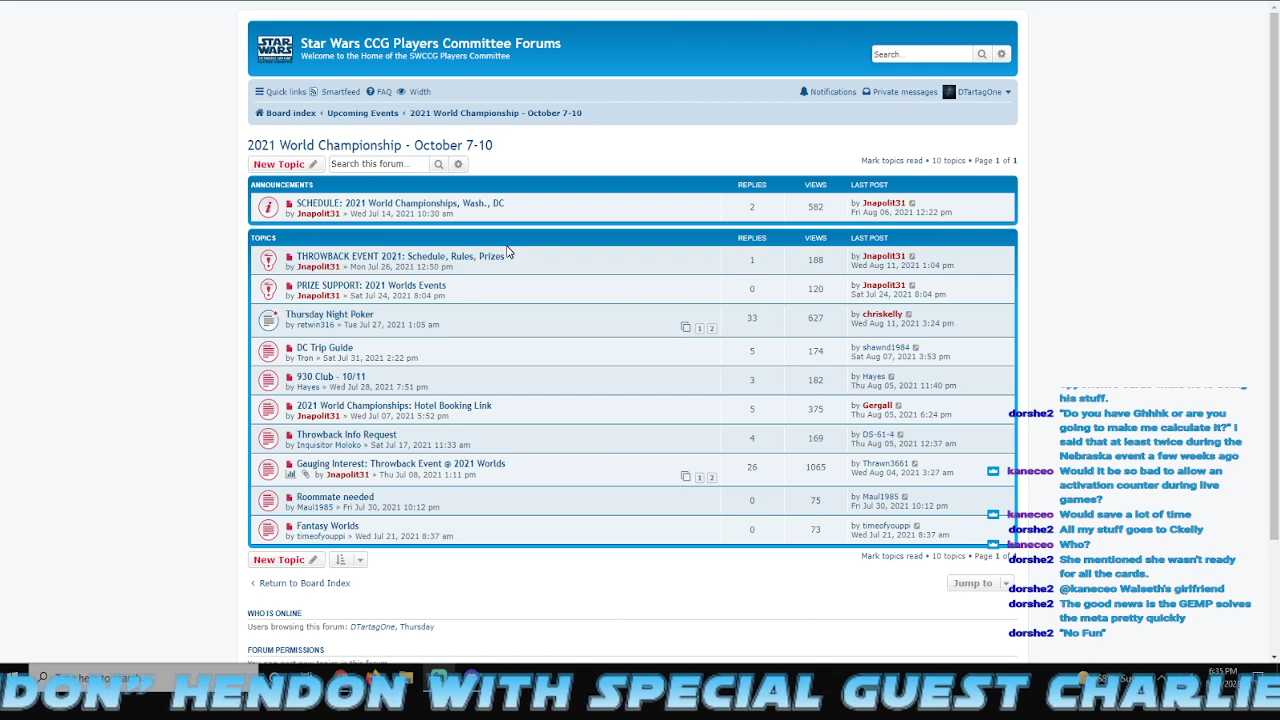 STAR WARS
Star Wars CCG Players Committee Forums
Welcome to the Home of the SWCCG Players Committee
Search...
Quick links Smartfeed FAQ Width
Notifications Private messages DTartagOne
Board index ‹ Upcoming Events ‹ 2021 World Championship - October 7-10
2021 World Championship - October 7-10
New Topic Search this forum... Mark topics read • 10 topics • Page 1 of 1
ANNOUNCEMENTS REPLIES VIEWS LAST POST
SCHEDULE: 2021 World Championships, Wash., DC 2 582 by Jnapolit31
by Jnapolit31 » Wed Jul 14, 2021 10:30 am Fri Aug 06, 2021 12:22 pm
TOPICS REPLIES VIEWS LAST POST
THROWBACK EVENT 2021: Schedule, Rules, Prizes 1 188 by Jnapolit31
by Jnapolit31 » Mon Jul 26, 2021 12:50 pm Wed Aug 11, 2021 1:04 pm
PRIZE SUPPORT: 2021 Worlds Events 0 120 by Jnapolit31
by Jnapolit31 » Sat Jul 24, 2021 8:04 pm Sat Jul 24, 2021 8:04 pm
Thursday Night Poker 33 627 by chriskelly
by retwin316 » Tue Jul 27, 2021 1:05 am 1 2 Wed Aug 11, 2021 3:24 pm
DC Trip Guide 5 174 by shawnd1984
by Tron » Sat Jul 31, 2021 2:22 pm Sat Aug 07, 2021 3:53 pm
930 Club - 10/11 3 182 by Hayes
by Hayes » Wed Jul 28, 2021 7:51 pm Thu Aug 05, 2021 11:40 pm
2021 World Championships: Hotel Booking Link 5 375 by Gergall
by Jnapolit31 » Wed Jul 07, 2021 5:52 pm Thu Aug 05, 2021 6:24 pm
Throwback Info Request 4 169 by DS-61-4
by Inquisitor Moloko » Sat Jul 17, 2021 11:33 am Thu Aug 05, 2021 12:37 am
Gauging Interest: Throwback Event @ 2021 Worlds 26 1065 by Thrawn3661
by Jnapolit31 » Thu Jul 08, 2021 1:11 pm 1 2 Wed Aug 04, 2021 3:27 am
Roommate needed 0 75 by Maul1985
by Maul1985 » Fri Jul 30, 2021 10:12 pm Fri Jul 30, 2021 10:12 pm
Fantasy Worlds 0 73 by timeofyouppi
by timeofyouppi » Wed Jul 21, 2021 8:37 am Wed Jul 21, 2021 8:37 am
New Topic Mark topics read • 10 topics • Page 1 of
‹ Return to Board Index Jump to
WHO IS ONLINE
Users browsing this forum: DTartagOne, Thursday
FORUM PERMISSIONS
his stuff.
dorshe2 "Do you have Ghhhk or are you
going to make me calculate it?" I
said that at least twice during the
Nebraska event a few weeks ago
kaneceo Would it be so bad to allow an
activation counter during live
games?
kaneceo Would save a lot of time
dorshe2 All my stuff goes to Ckelly
kaneceo Who?
dorshe2 She mentioned she wasn't ready
for all the cards.
dorshe2 @kaneceo Walseth's girlfriend
dorshe2 The good news is the GEMP solves
the meta pretty quickly
dorshe2 "No Fun"
6:35 PM
DON" HENDON WITH SPECIAL GUEST CHARLIE